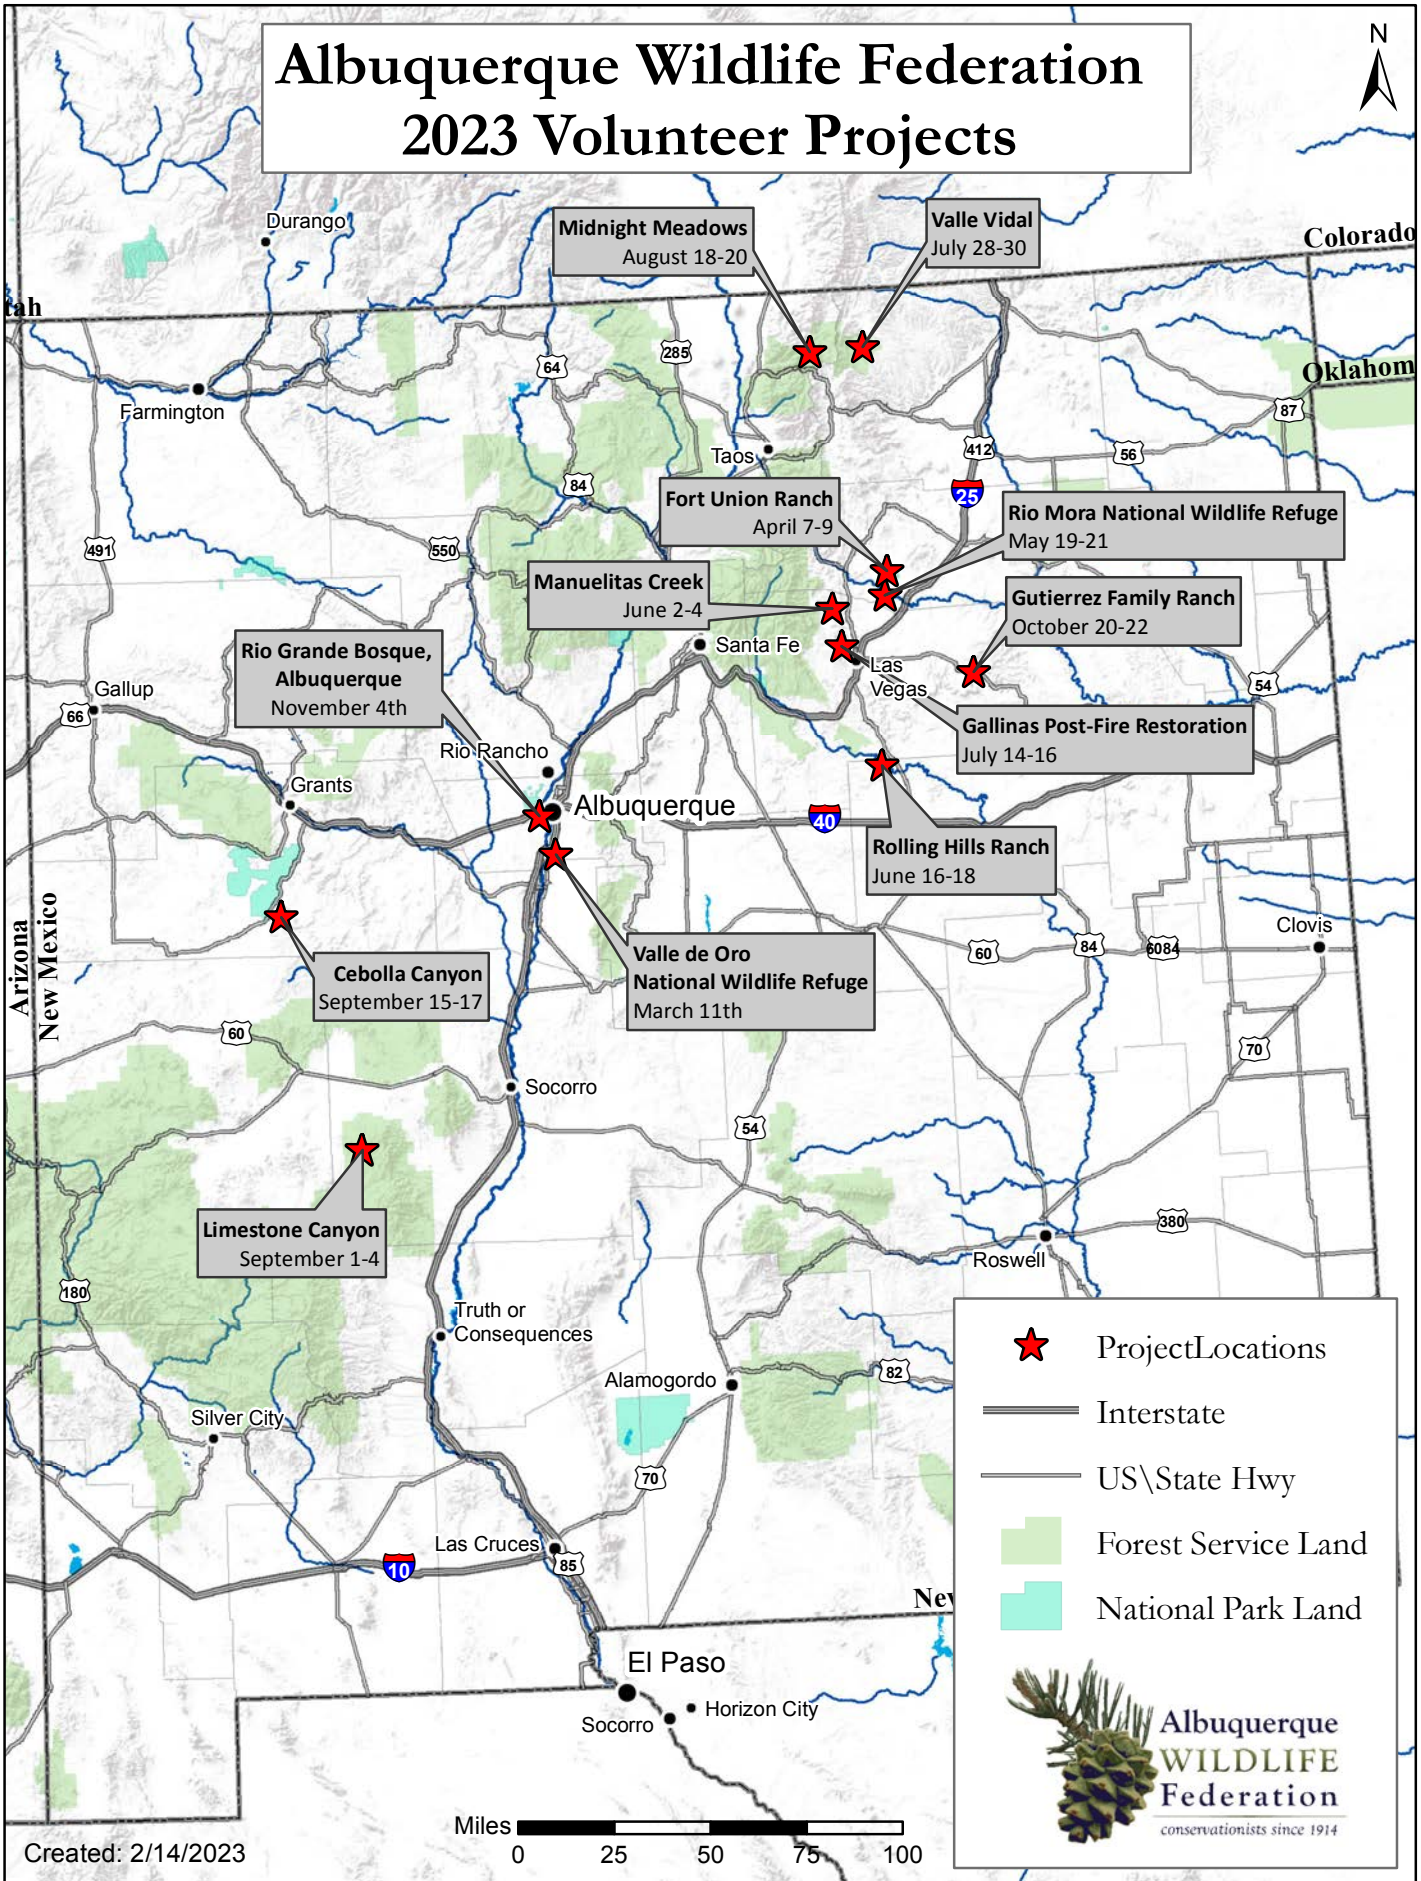 Albuquerque Wildlife Federation
2023 Volunteer Projects
N
Durango
Midnight Meadows
August 18-20
Valle Vidal
July 28-30
Colorado
tah
64
285
Oklahom
87
Farmington
Taos
412
56
84
25
Fort Union Ranch
April 7-9
Rio Mora National Wildlife Refuge
May 19-21
491
550
Manuelitas Creek
June 2-4
Gutierrez Family Ranch
October 20-22
Rio Grande Bosque,
Albuquerque
November 4th
Santa Fe
Las
Vegas
54
Gallup
66
Gallinas Post-Fire Restoration
July 14-16
Rio Rancho
Grants
Albuquerque
40
Rolling Hills Ranch
June 16-18
Arizona
New Mexico
Clovis
60
84
6084
Cebolla Canyon
September 15-17
Valle de Oro
National Wildlife Refuge
March 11th
60
70
Socorro
54
Limestone Canyon
September 1-4
380
Roswell
180
Truth or
Consequences
Alamogordo
82
Silver City
70
Las Cruces
85
10
New
El Paso
Horizon City
Socorro
ProjectLocations
Interstate
US\State Hwy
Forest Service Land
National Park Land
Albuquerque
WILDLIFE
Federation
conservationists since 1914
Miles
0 25 50 75 100
Created: 2/14/2023